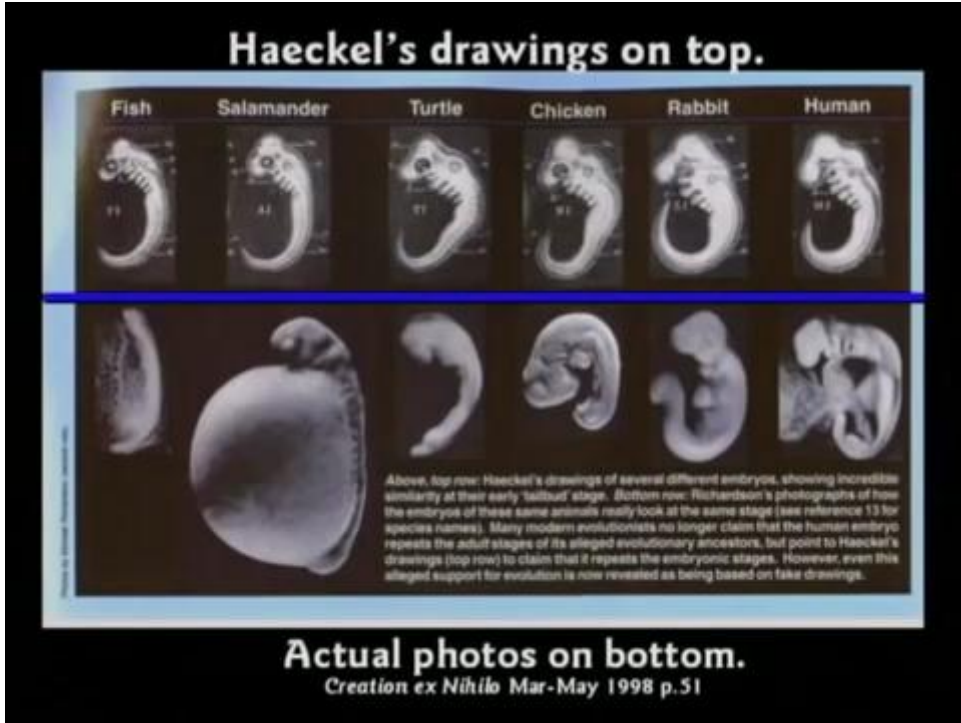 Haeckel's drawings on top.
Fish Salamander Turtle Chicken Rabbit Human
Above, top row: Haeckel's drawings of several different embryos, showing incredible
similarity at their early 'tailbud' stage. Bottom row: Richardson's photographs of how
the embryos of these same animals really look at the same stage (see reference 13 for
species names). Many modern evolutionists no longer claim that the human embryo
repeats the adult stages of its alleged evolutionary ancestors, but point to Haeckel's
drawings (top row) to claim that it repeats the embryonic stages. However, even this
alleged support for evolution is now revealed as being based on fake drawings.
Actual photos on bottom.
Creation ex Nihilo Mar-May 1998 p.51